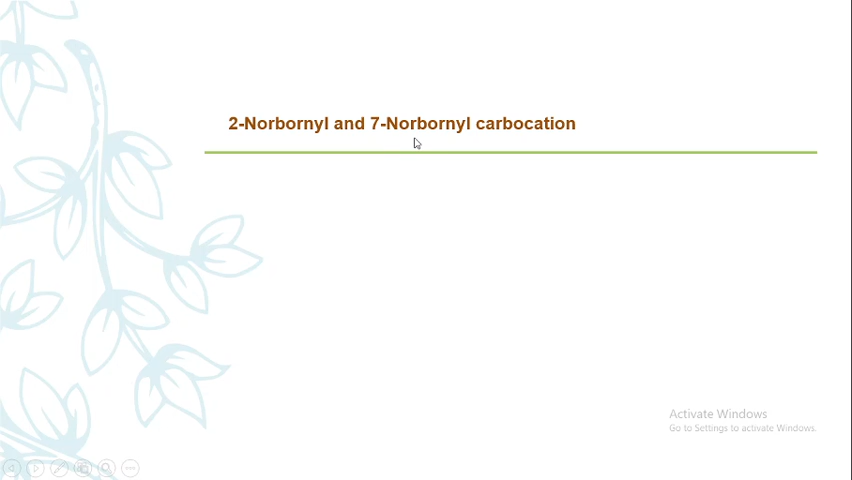 2-Norbornyl and 7-Norbornyl carbocation
Activate Windows
Go to Settings to activate Windows.